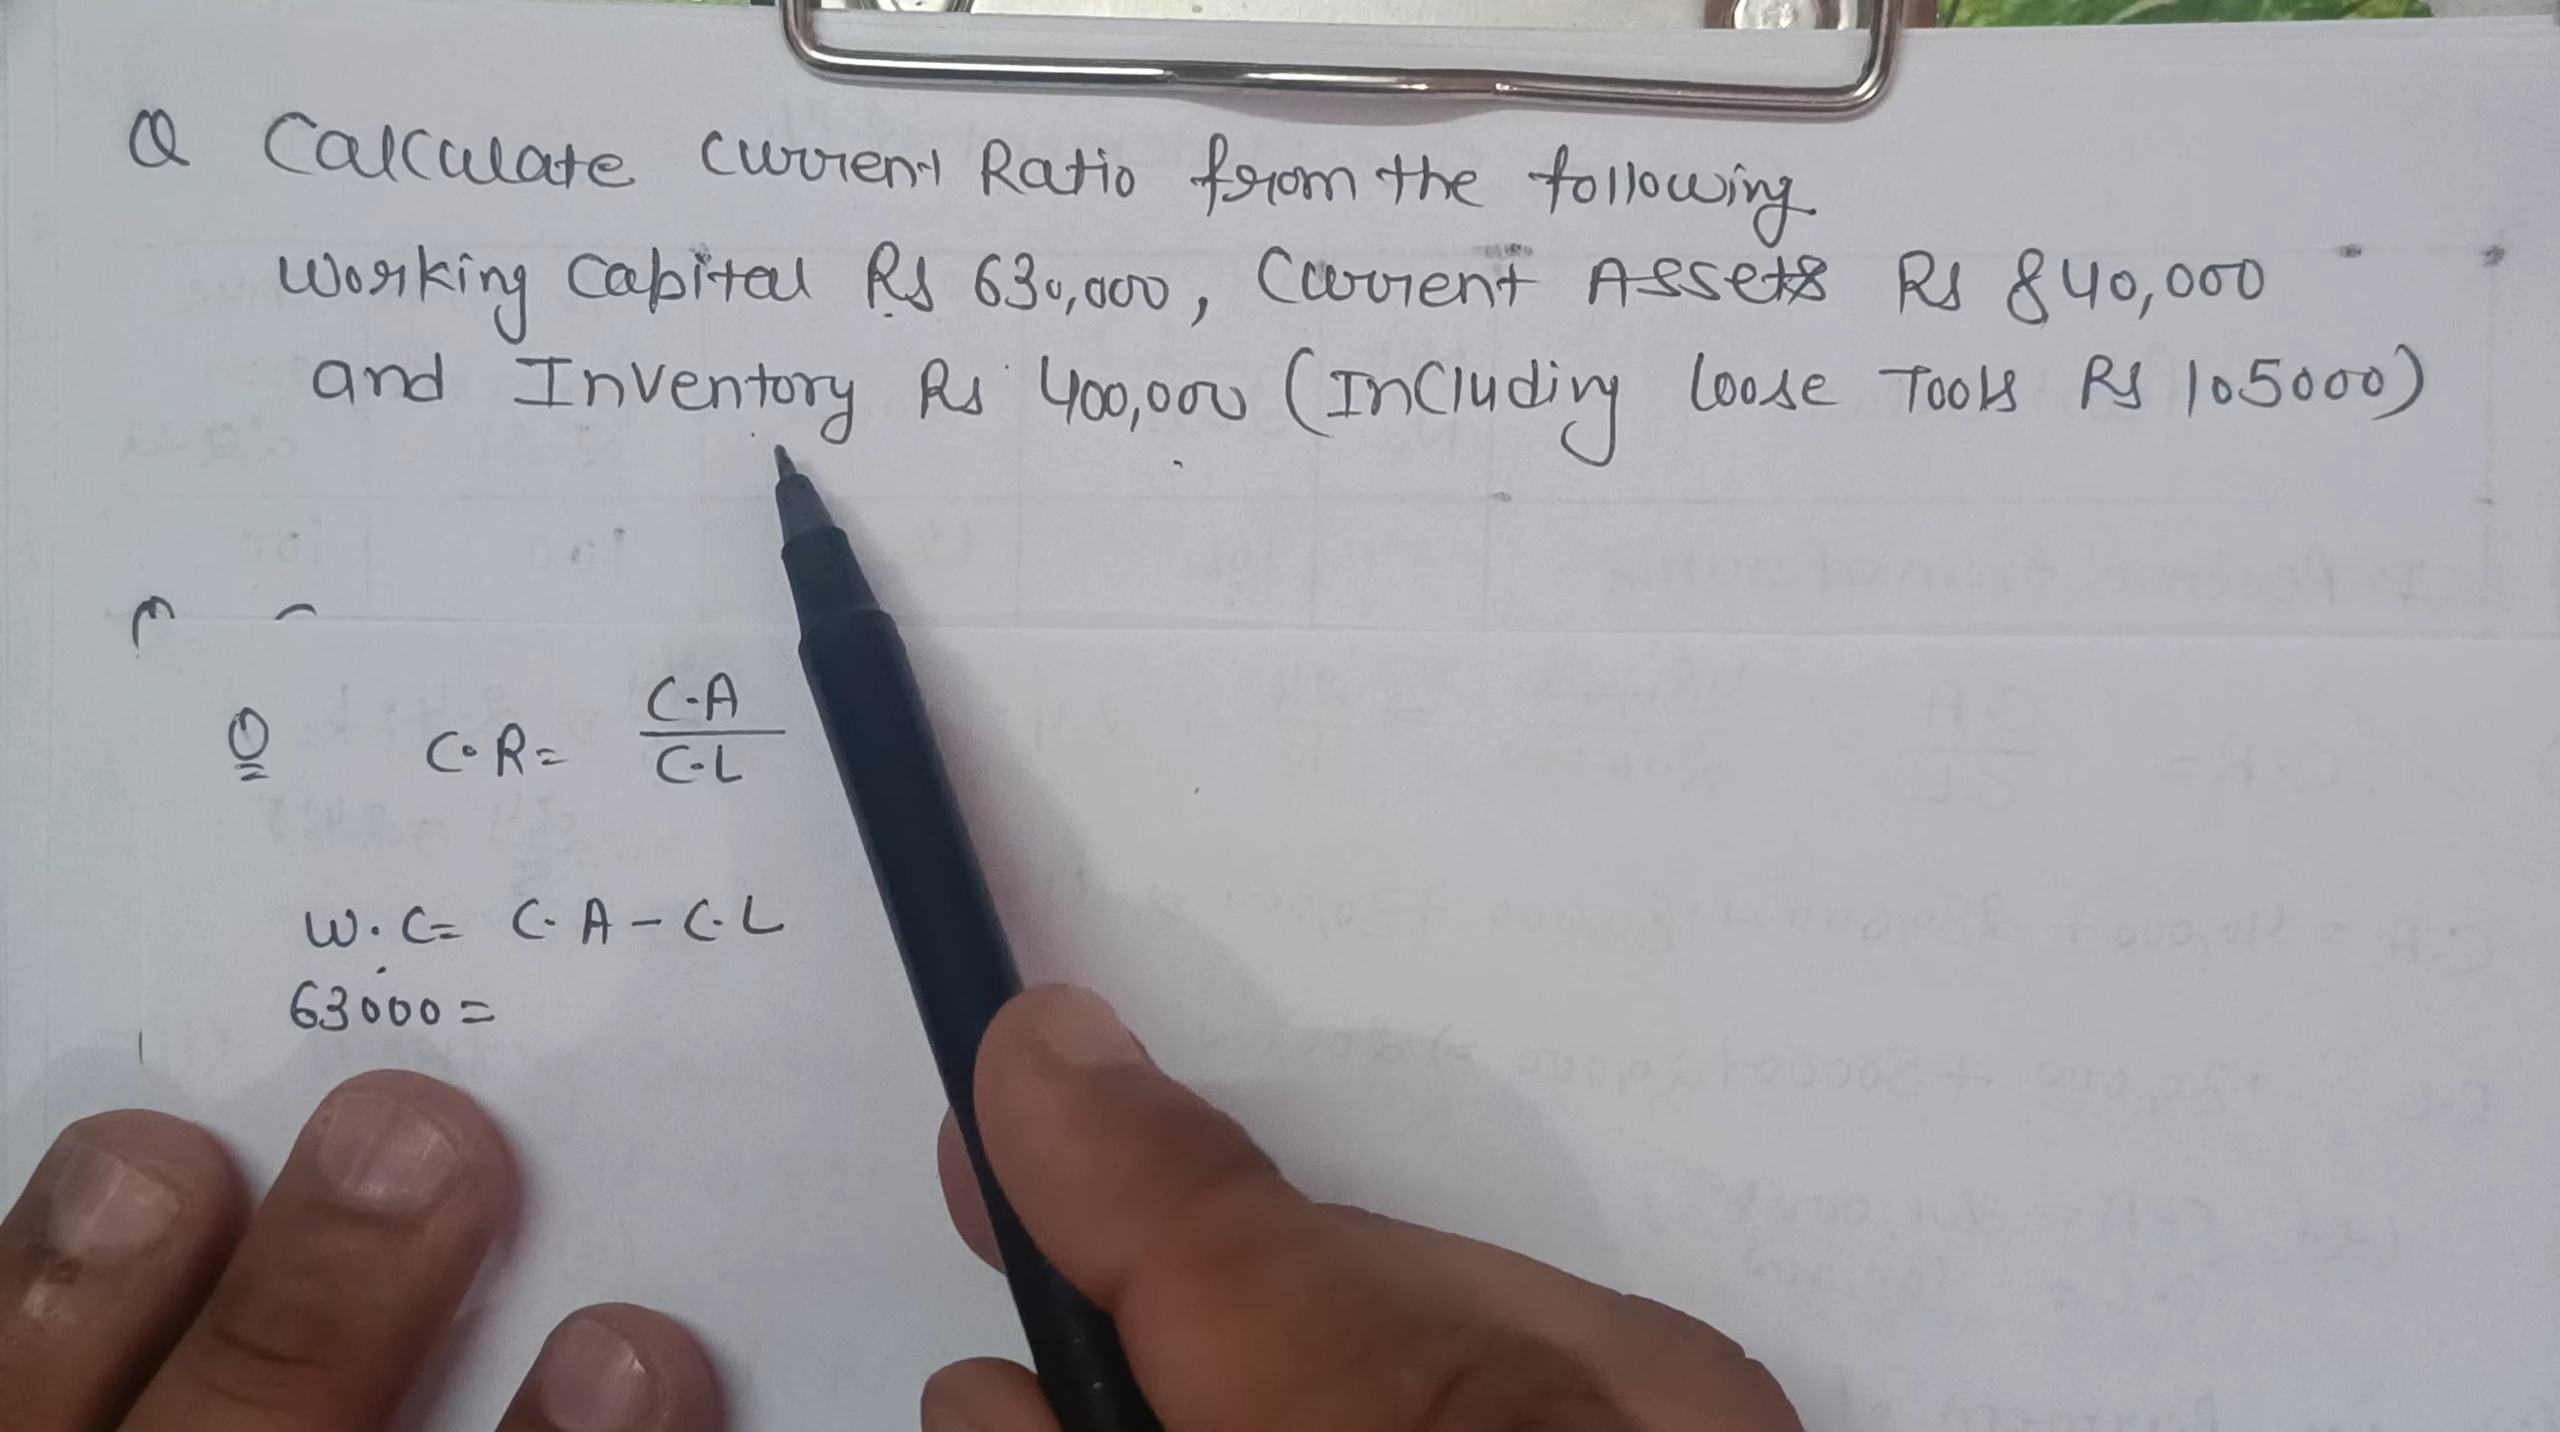 Q Calculate Current Ratio from the following
Working Capital Rs 630,000, Current Assets Rs 840,000
and Inventory Rs 400,000 (Including Loose Tools Rs 105000)
Q C.R = C.A / C.L
W.C = C.A - C.L
63000 =